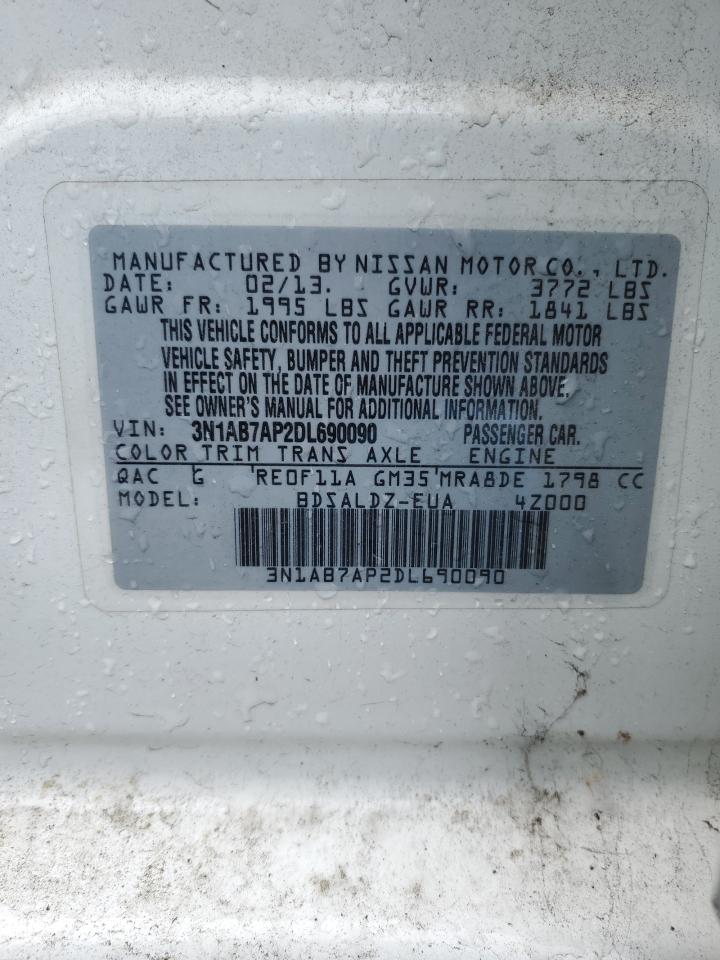 MANUFACTURED BY NISSAN MOTOR CO., LTD.
DATE: 02/13. GVWR: 3772 LBS
GAWR FR: 1995 LBS GAWR RR: 1841 LBS
THIS VEHICLE CONFORMS TO ALL APPLICABLE FEDERAL MOTOR
VEHICLE SAFETY, BUMPER AND THEFT PREVENTION STANDARDS
IN EFFECT ON THE DATE OF MANUFACTURE SHOWN ABOVE.
SEE OWNER'S MANUAL FOR ADDITIONAL INFORMATION.
VIN: 3N1AB7AP2DL690090 PASSENGER CAR.
COLOR TRIM TRANS AXLE ENGINE
QAC G RE0F11A GM35 MRA8DE 1798 CC
MODEL: BDSALDZ-EUA 4Z000
3N1AB7AP2DL690090